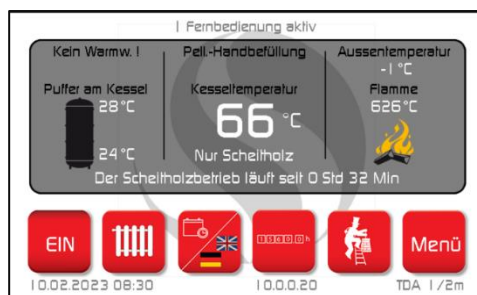 | Fernbedienung aktiv
Kein Warmw. ! Pell.-Handbefüllung Aussentemperatur
-1 °C
Puffer am Kessel Kesseltemperatur Flamme
28°C 66 °C 626°C
24°C Nur Scheitholz
Der Scheitholzbetrieb läuft seit 0 Std 32 Min
EIN 15600h Menü
10.02.2023 08:30 10.0.0.20 TDA 1/2m